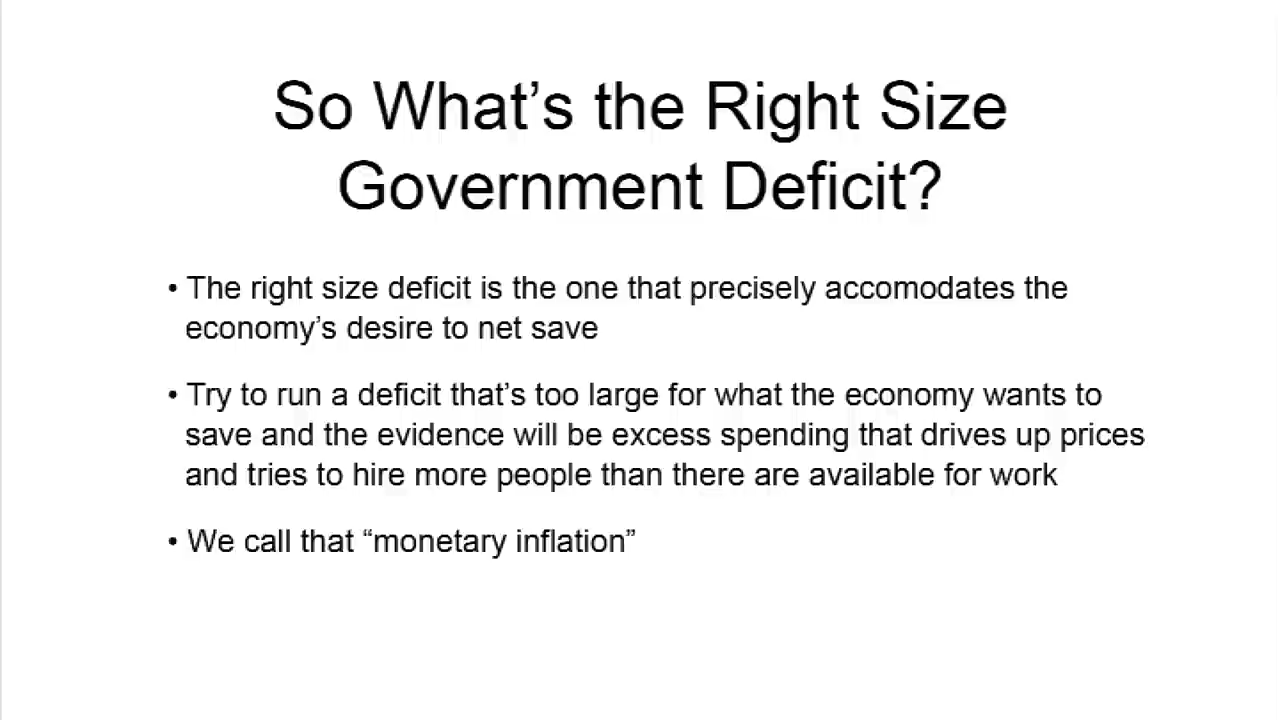 So What’s the Right Size
Government Deficit?
• The right size deficit is the one that precisely accomodates the
economy’s desire to net save
• Try to run a deficit that’s too large for what the economy wants to
save and the evidence will be excess spending that drives up prices
and tries to hire more people than there are available for work
• We call that “monetary inflation”